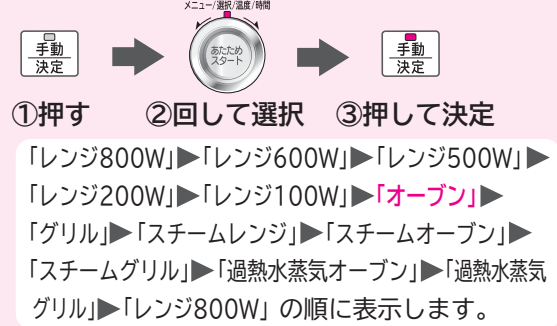 メニュー/選択/温度/時間
手動
決定
あたため
スタート
手動
決定
①押す
②回して選択
③押して決定
「レンジ800W」▶「レンジ600W」▶「レンジ500W」▶
「レンジ200W」▶「レンジ100W」▶「オーブン」▶
「グリル」▶「スチームレンジ」▶「スチームオーブン」▶
「スチームグリル」▶「過熱水蒸気オーブン」▶「過熱水蒸気
グリル」▶「レンジ800W」の順に表示します。